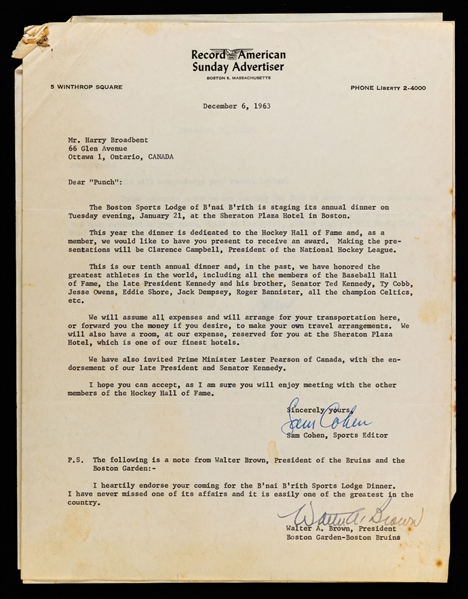 Record American
Sunday Advertiser
BOSTON 6, MASSACHUSETTS
5 WINTHROP SQUARE
PHONE LIBERTY 2-4000
December 6, 1963
Mr. Harry Broadbent
66 Glen Avenue
Ottawa 1, Ontario, CANADA
Dear "Punch":
The Boston Sports Lodge of B'nai B'rith is staging its annual dinner on
Tuesday evening, January 21, at the Sheraton Plaza Hotel in Boston.
This year the dinner is dedicated to the Hockey Hall of Fame and, as a
member, we would like to have you present to receive an award. Making the pre-
sentations will be Clarence Campbell, President of the National Hockey League.
This is our tenth annual dinner and, in the past, we have honored the
greatest athletes in the world, including all the members of the Baseball Hall
of Fame, the late President Kennedy and his brother, Senator Ted Kennedy, Ty Cobb,
Jesse Owens, Eddie Shore, Jack Dempsey, Roger Bannister, all the champion Celtics,
etc.
We will assume all expenses and will arrange for your transportation here,
or forward you the money if you desire, to make your own travel arrangements. We
will also have a room, at our expense, reserved for you at the Sheraton Plaza
Hotel, which is one of our finest hotels.
We have also invited Prime Minister Lester Pearson of Canada, with the en-
dorsement of our late President and Senator Kennedy.
I hope you can accept, as I am sure you will enjoy meeting with the other
members of the Hockey Hall of Fame.
Sincerely yours,
Sam Cohen
Sam Cohen, Sports Editor
P.S. The following is a note from Walter Brown, President of the Bruins and the
Boston Garden:-
I heartily endorse your coming for the B'nai B'rith Sports Lodge Dinner.
I have never missed one of its affairs and it is easily one of the greatest in the
country.
Walter A. Brown
Walter A. Brown, President
Boston Garden-Boston Bruins